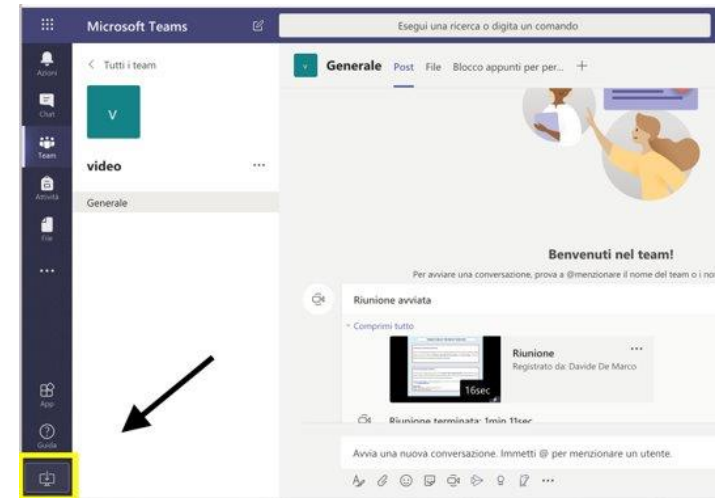 Microsoft Teams
Esegui una ricerca o digita un comando
Azioni
Chat
Team
Attività
File
App
Guida
Tutti i team
V
video
Generale
v
Generale Post File Blocco appunti per per...
Benvenuti nel team!
Per avviare una conversazione, prova a @menzionare il nome del team o i no
Riunione avviata
Comprimi tutto
16sec
Riunione
Registrato da: Davide De Marco
Riunione terminata: 1min 11sec
Avvia una nuova conversazione. Immetti @ per menzionare un utente.